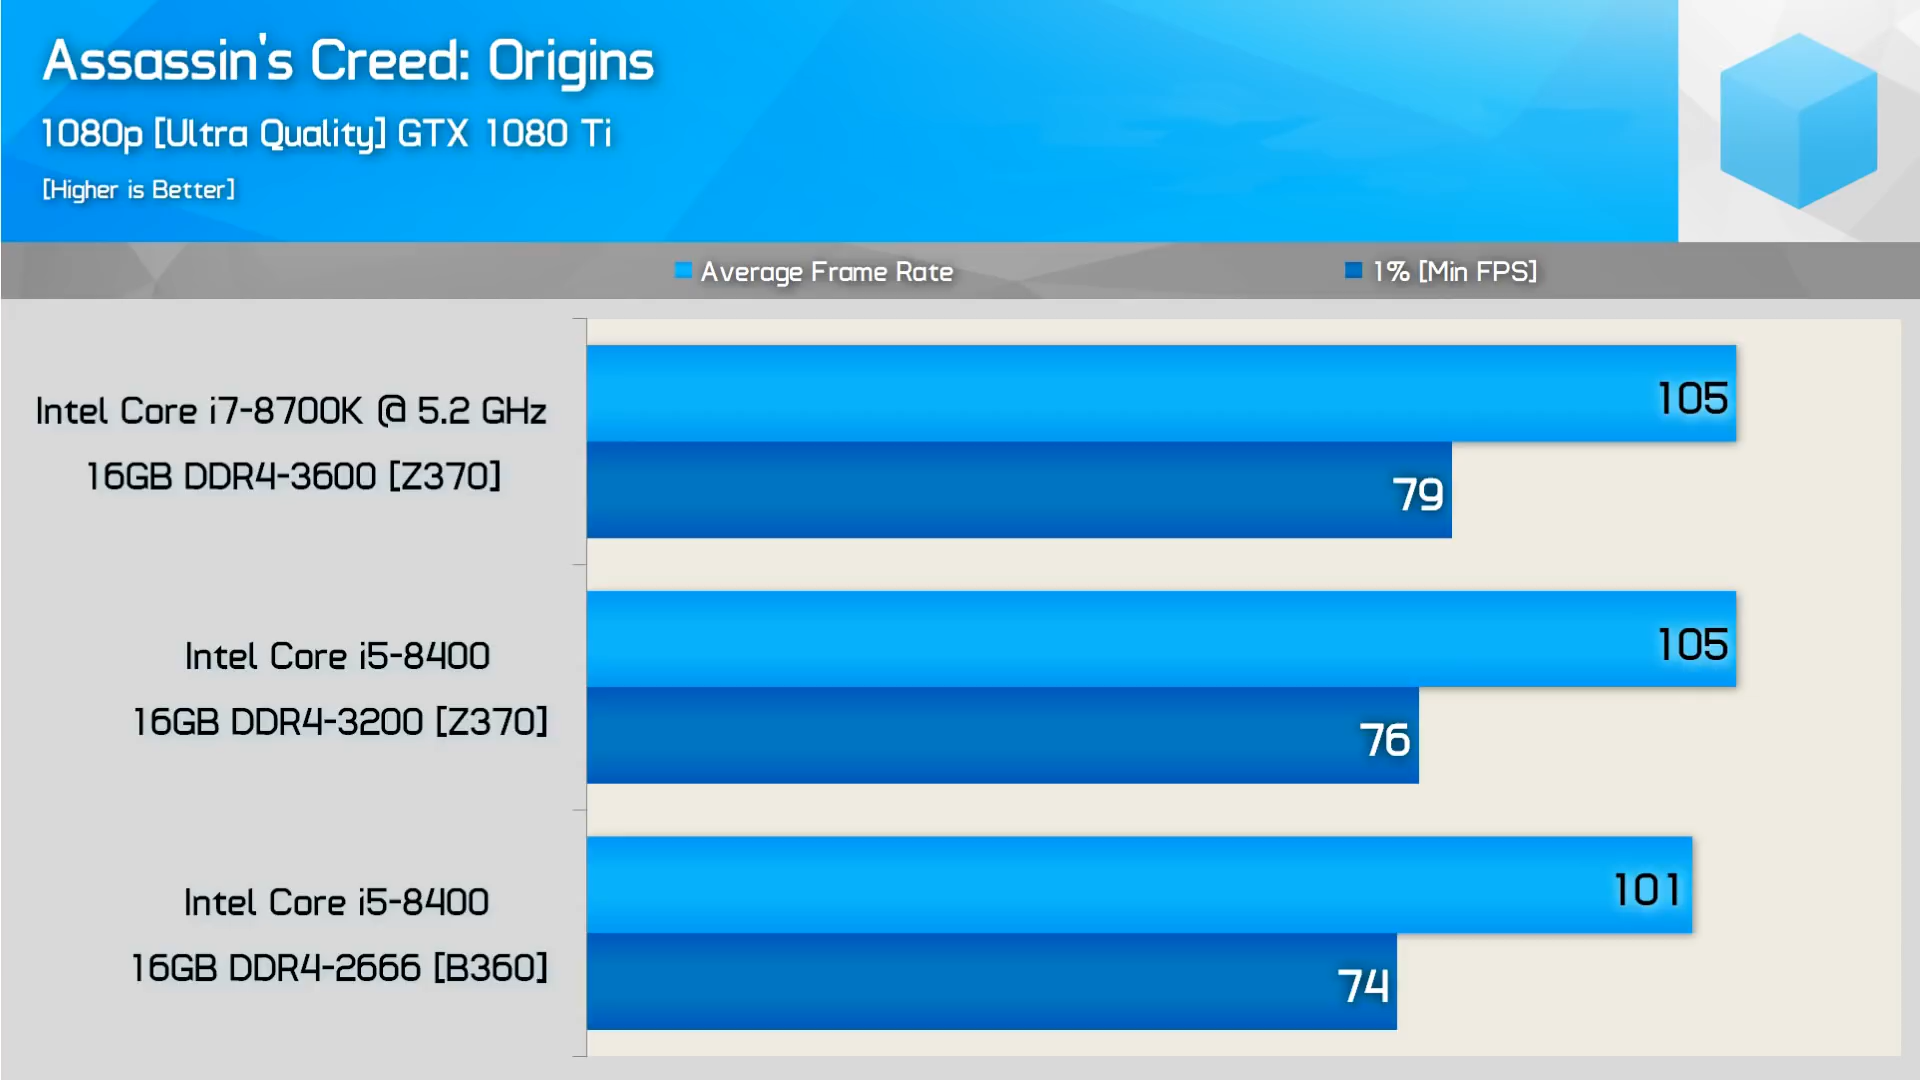 Assassin's Creed: Origins
1080p [Ultra Quality] GTX 1080 Ti
[Higher is Better]
Average Frame Rate
1% [Min FPS]
Intel Core i7-8700K @ 5.2 GHz
16GB DDR4-3600 [Z370]
105
79
Intel Core i5-8400
16GB DDR4-3200 [Z370]
105
76
Intel Core i5-8400
16GB DDR4-2666 [B360]
101
74